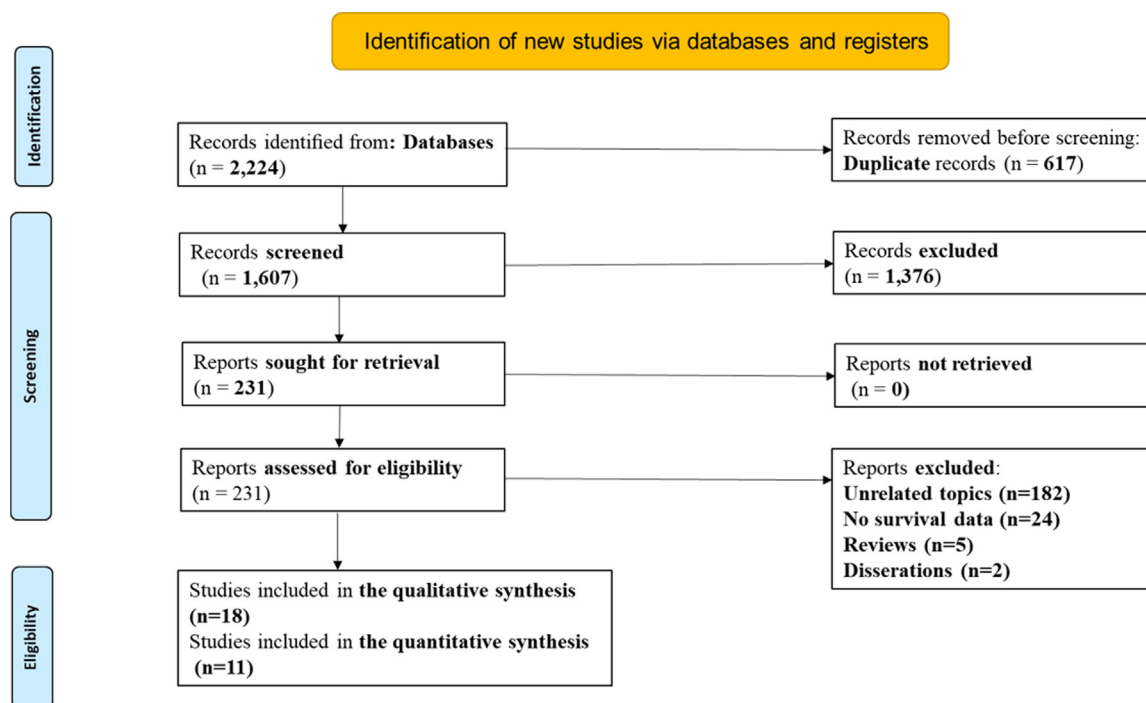 Identification of new studies via databases and registers
Identification
Records identified from: Databases
(n = 2,224)
Records removed before screening:
Duplicate records (n = 617)
Screening
Records screened
(n = 1,607)
Records excluded
(n = 1,376)
Reports sought for retrieval
(n = 231)
Reports not retrieved
(n = 0)
Reports assessed for eligibility
(n = 231)
Reports excluded:
Unrelated topics (n=182)
No survival data (n=24)
Reviews (n=5)
Disserations (n=2)
Eligibility
Studies included in the qualitative synthesis
(n=18)
Studies included in the quantitative synthesis
(n=11)